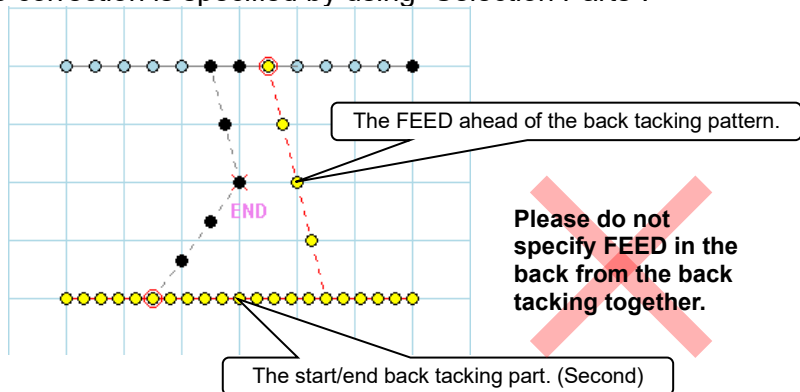 correction is specified by using Selection Parts .
The FEED ahead of the back tacking pattern.
END
Please do not
specify FEED in the
back from the back
tacking together.
The start/end back tacking part. (Second)